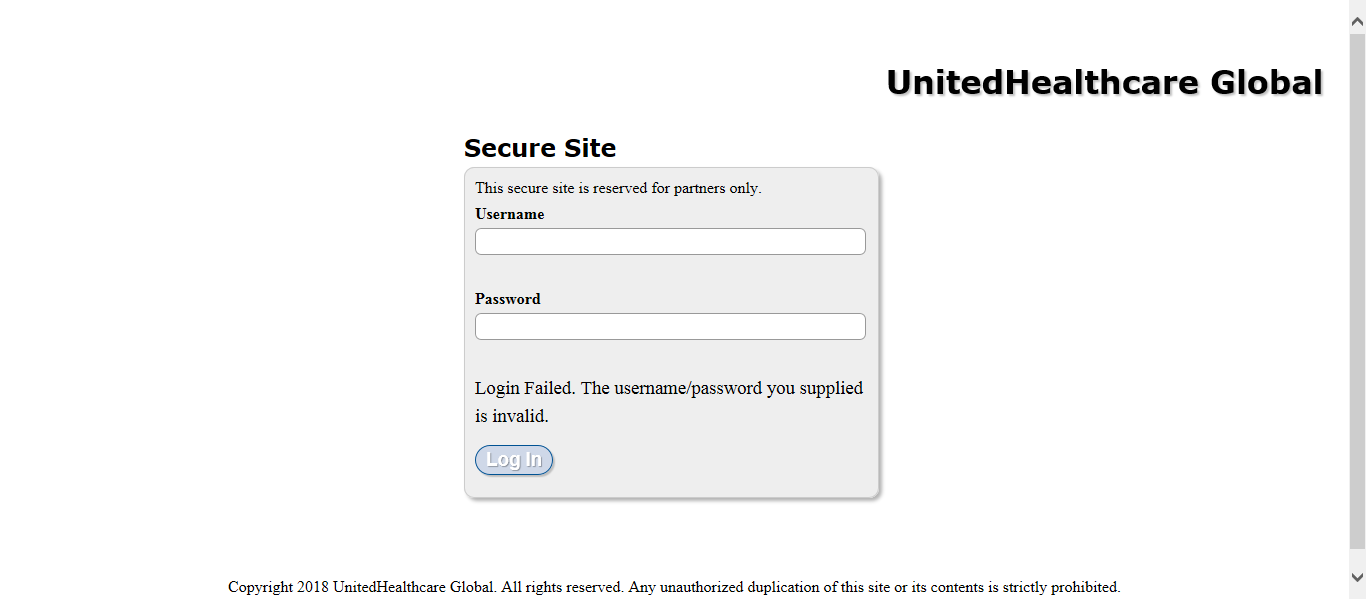 UnitedHealthcare Global
Secure Site
This secure site is reserved for partners only.
Username
Password
Login Failed. The username/password you supplied
is invalid.
Log In
Copyright 2018 UnitedHealthcare Global. All rights reserved. Any unauthorized duplication of this site or its contents is strictly prohibited.